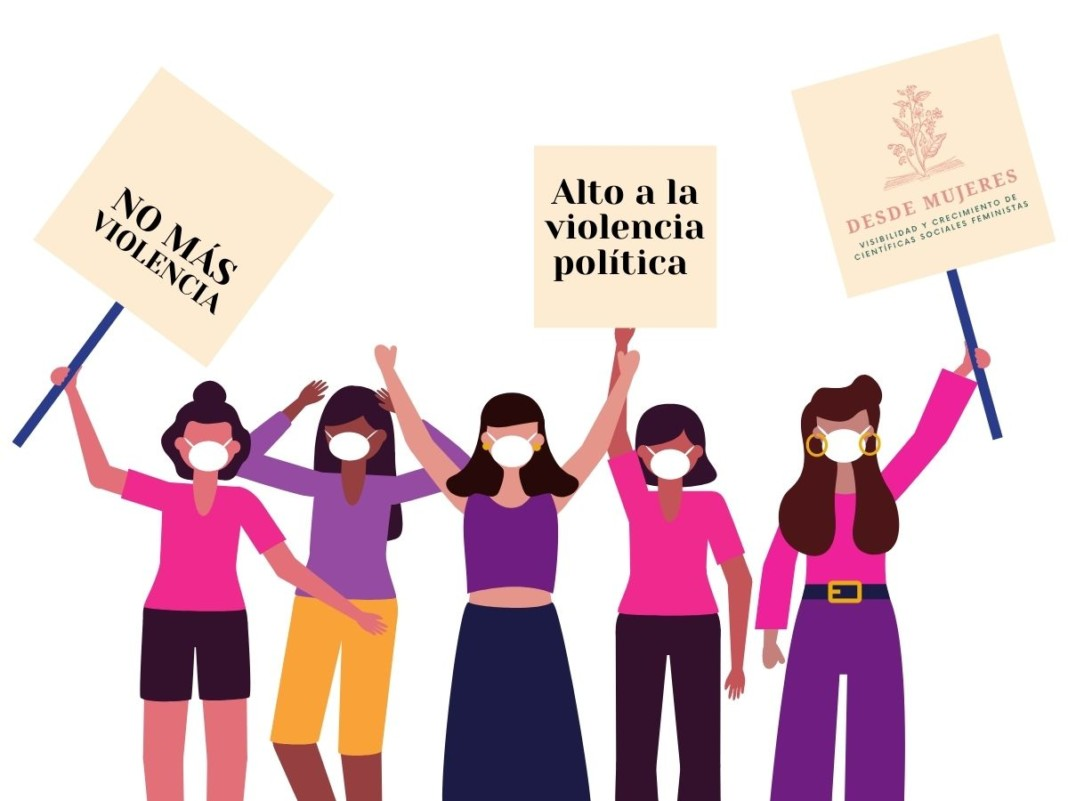 NO MÁS
VIOLENCIA
Alto a la
violencia
política
DESDE MUJERES
VISIBILIDAD Y CRECIMIENTO DE
CIENTÍFICAS SOCIALES FEMINISTAS